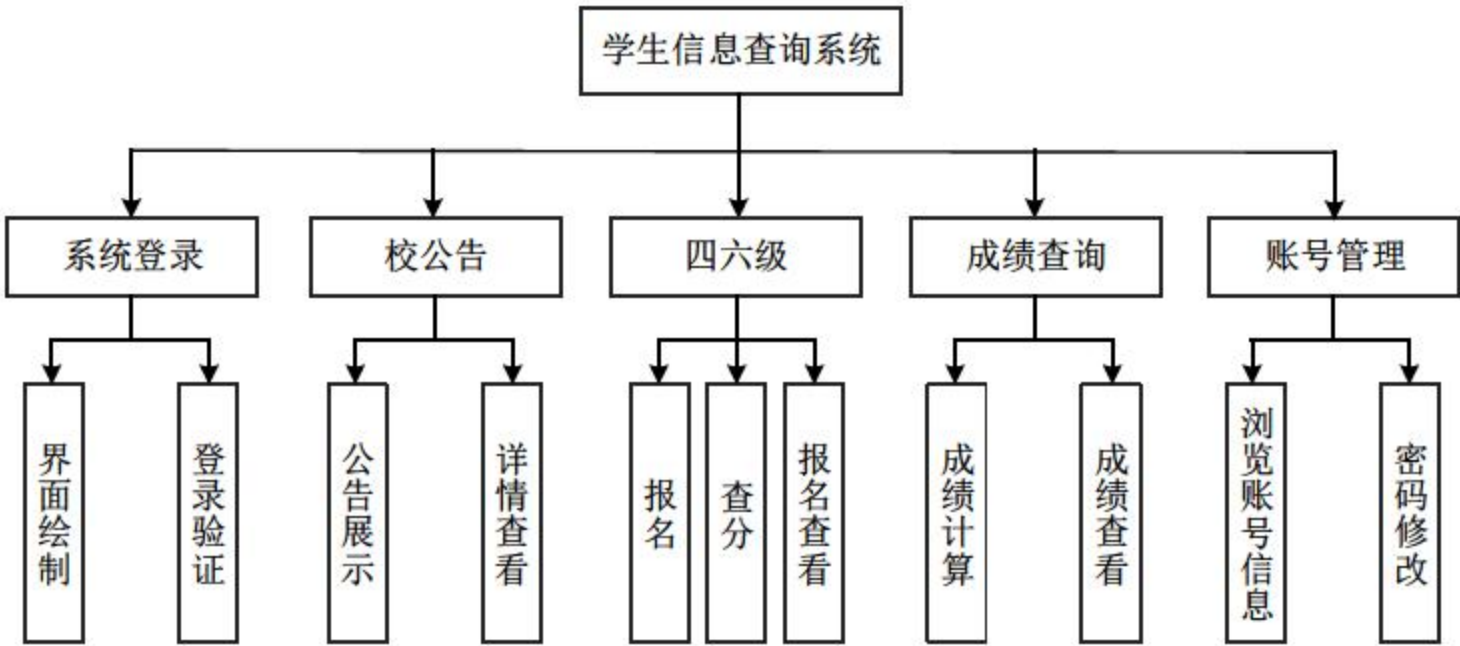 学生信息查询系统
系统登录
校公告
四六级
成绩查询
账号管理
界面绘制
登录验证
公告展示
详情查看
报名
查分
报名查看
成绩计算
成绩查看
浏览账号信息
密码修改